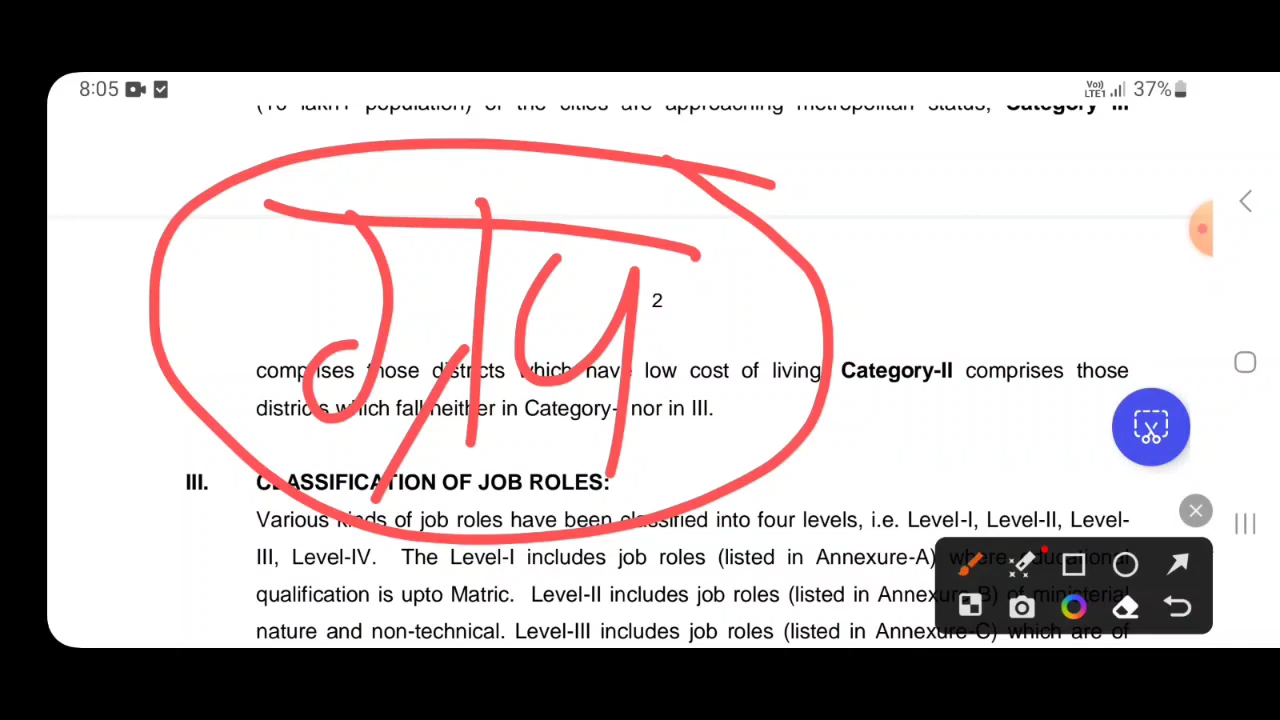 8:05 Vo)) LTE1 37%
(10 lakh+ population) or the cities are approaching metropolitan status, Category-III
2
comprises those districts which have low cost of living, Category-II comprises those
districts which fall neither in Category-I nor in III.
III. CLASSIFICATION OF JOB ROLES:
Various kinds of job roles have been classified into four levels, i.e. Level-I, Level-II, Level-
III, Level-IV. The Level-I includes job roles (listed in Annexure-A) where educational
qualification is upto Matric. Level-II includes job roles (listed in Annexure-B) of ministerial
nature and non-technical. Level-III includes job roles (listed in Annexure-C) which are of